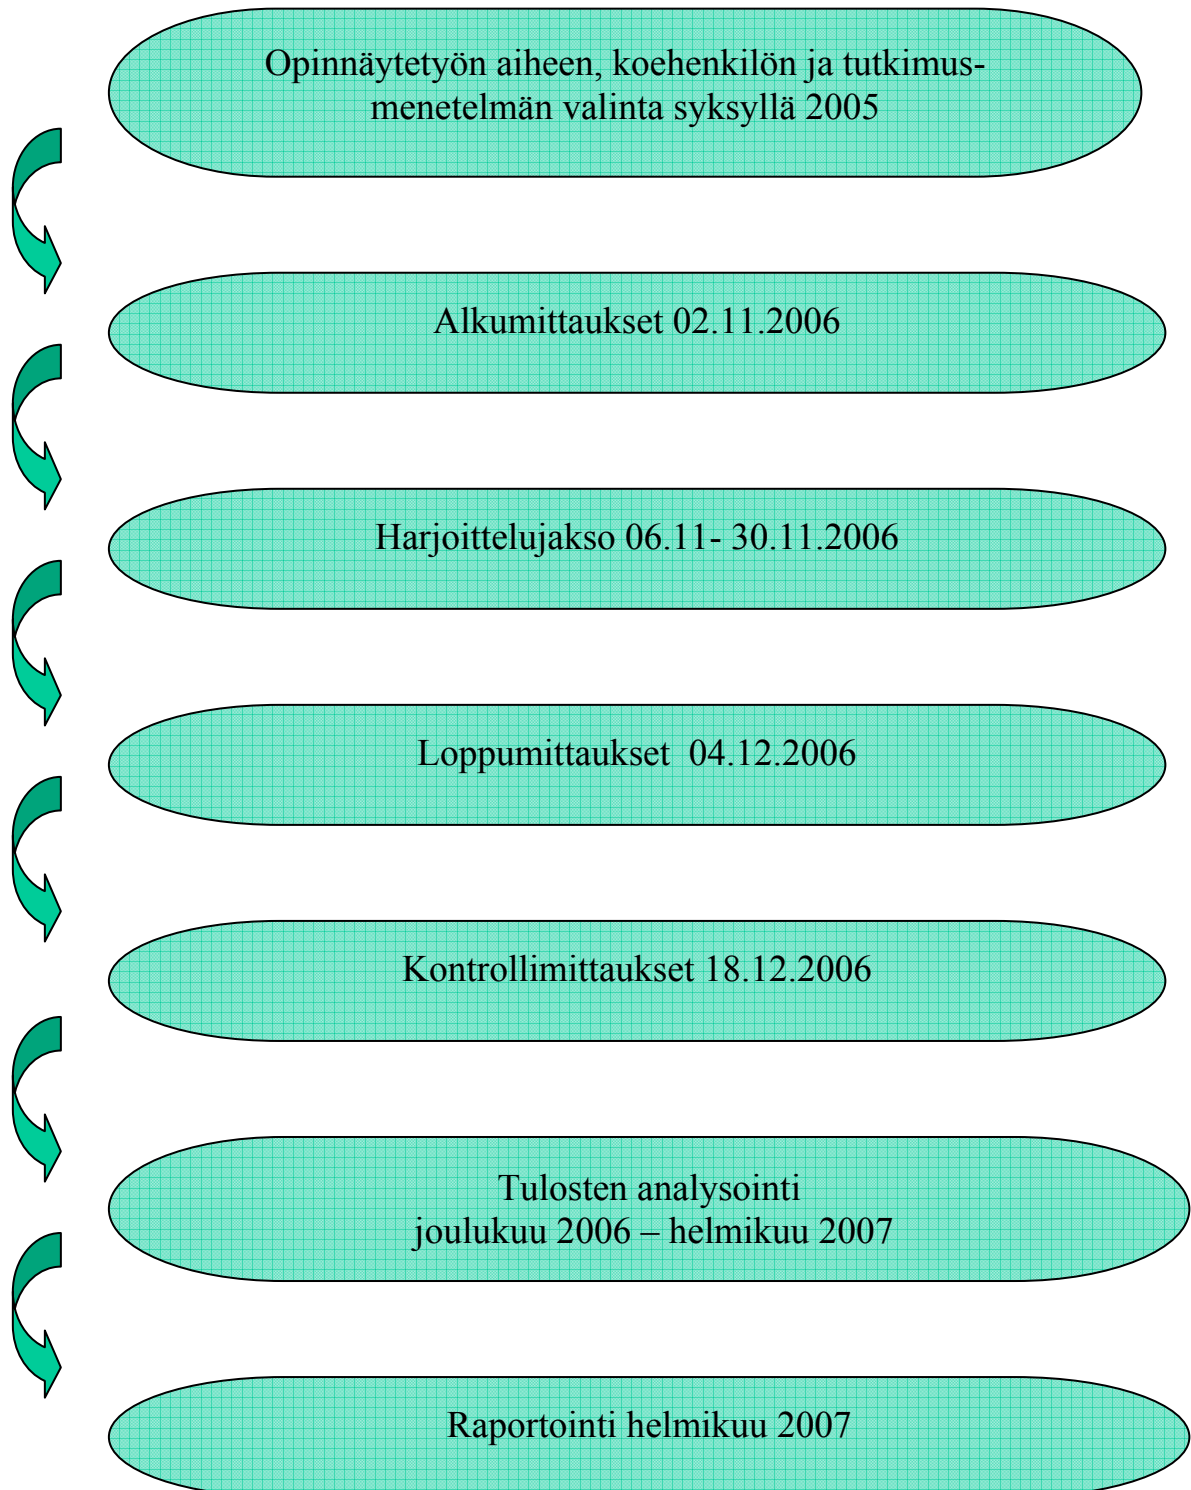 Opinnäytetyön aiheen, koehenkilön ja tutkimus-
menetelmän valinta syksyllä 2005
Alkumittaukset 02.11.2006
Harjoittelujakso 06.11- 30.11.2006
Loppumittaukset  04.12.2006
Kontrollimittaukset 18.12.2006
Tulosten analysointi
joulukuu 2006 – helmikuu 2007
Raportointi helmikuu 2007